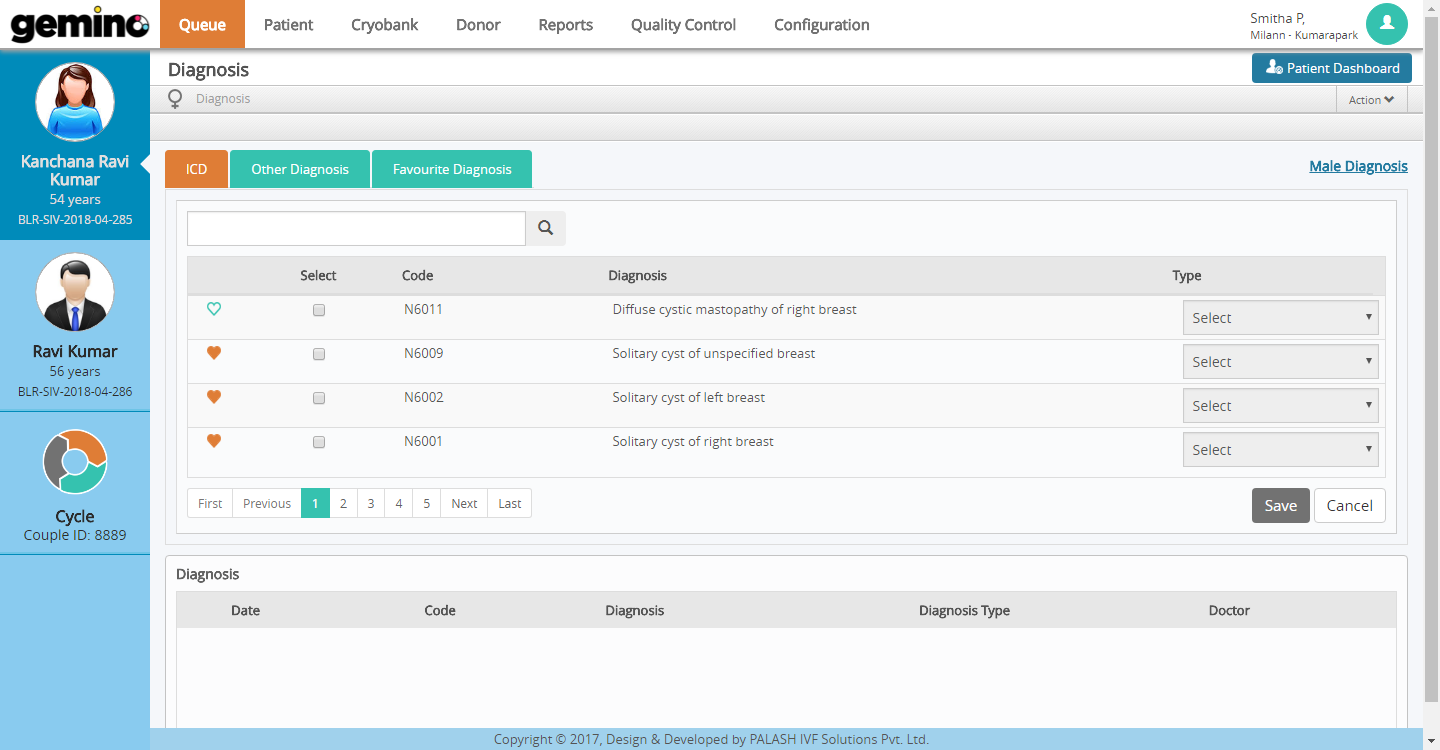 gemino
Queue Patient Cryobank Donor Reports Quality Control Configuration
Smitha P,
Milann - Kumarapark
Diagnosis
Patient Dashboard
Diagnosis
Action
Kanchana Ravi
Kumar
54 years
BLR-SIV-2018-04-285
Ravi Kumar
56 years
BLR-SIV-2018-04-286
Cycle
Couple ID: 8889
ICD Other Diagnosis Favourite Diagnosis
Male Diagnosis
Select Code Diagnosis Type
N6011 Diffuse cystic mastopathy of right breast Select
N6009 Solitary cyst of unspecified breast Select
N6002 Solitary cyst of left breast Select
N6001 Solitary cyst of right breast Select
First Previous 1 2 3 4 5 Next Last
Save Cancel
Diagnosis
Date Code Diagnosis Diagnosis Type Doctor
Copyright © 2017, Design & Developed by PALASH IVF Solutions Pvt. Ltd.